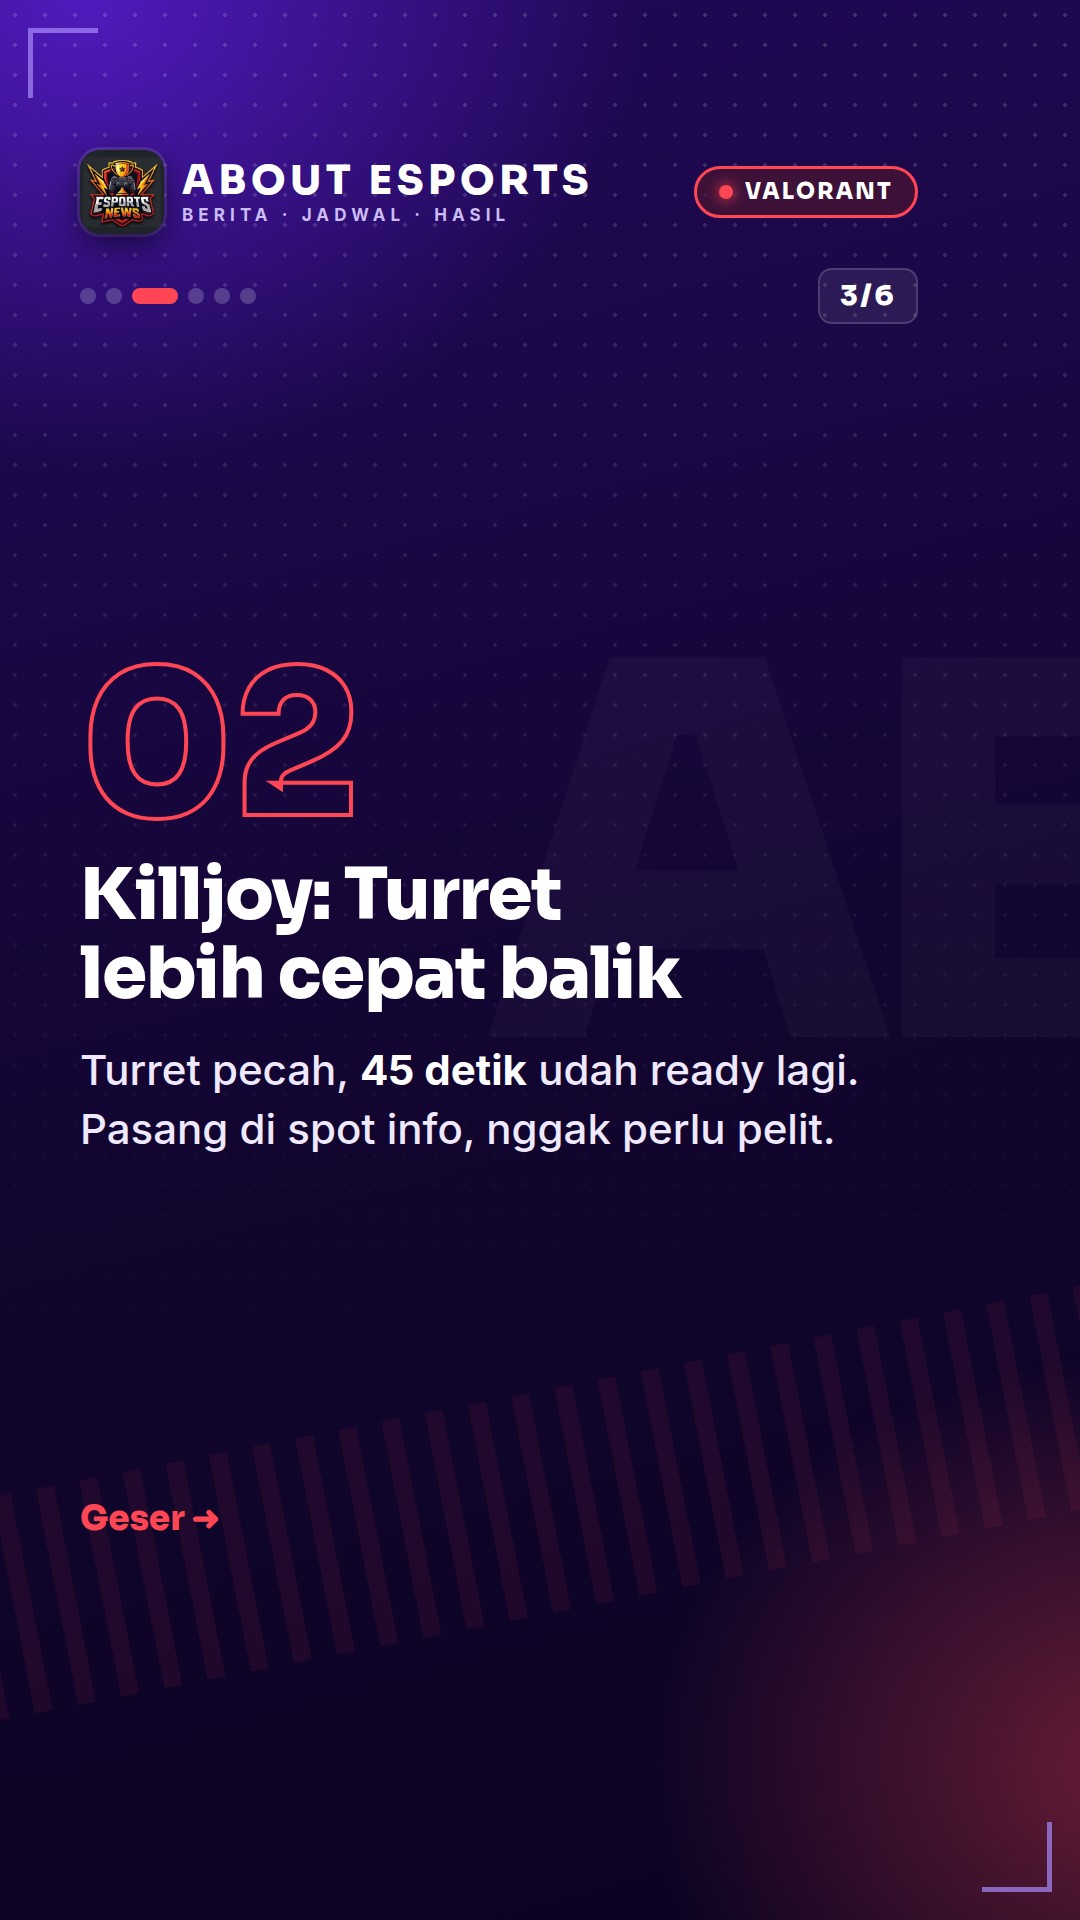 ESPORTS
NEWS
ABOUT ESPORTS
BERITA · JADWAL · HASIL
VALORANT
3/6
02
AE
Killjoy: Turret
lebih cepat balik
Turret pecah, 45 detik udah ready lagi.
Pasang di spot info, nggak perlu pelit.
Geser ➜